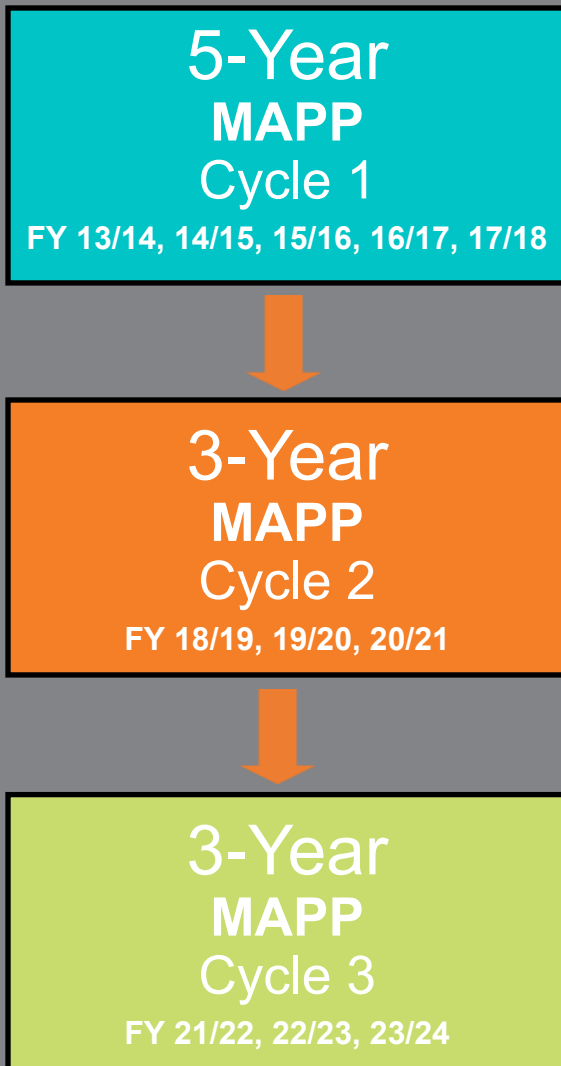 5-Year
MAPP
Cycle 1
FY 13/14, 14/15, 15/16, 16/17, 17/18
3-Year
MAPP
Cycle 2
FY 18/19, 19/20, 20/21
3-Year
MAPP
Cycle 3
FY 21/22, 22/23, 23/24